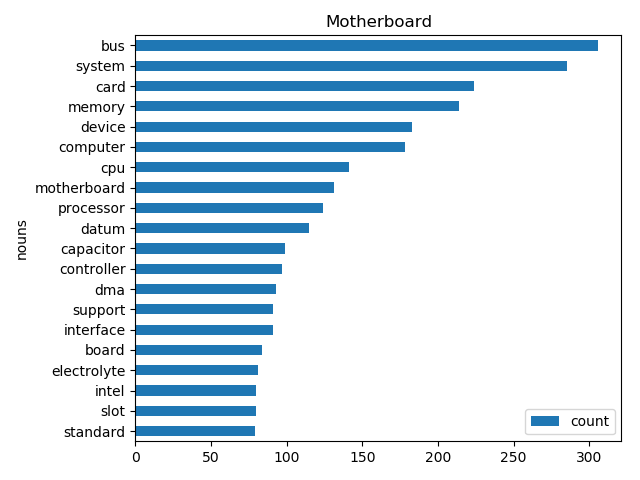 Motherboard
bus
system
card
memory
device
computer
cpu
motherboard
processor
datum
capacitor
controller
dma
support
interface
board
electrolyte
intel
slot
standard
nouns
count
0 50 100 150 200 250 300